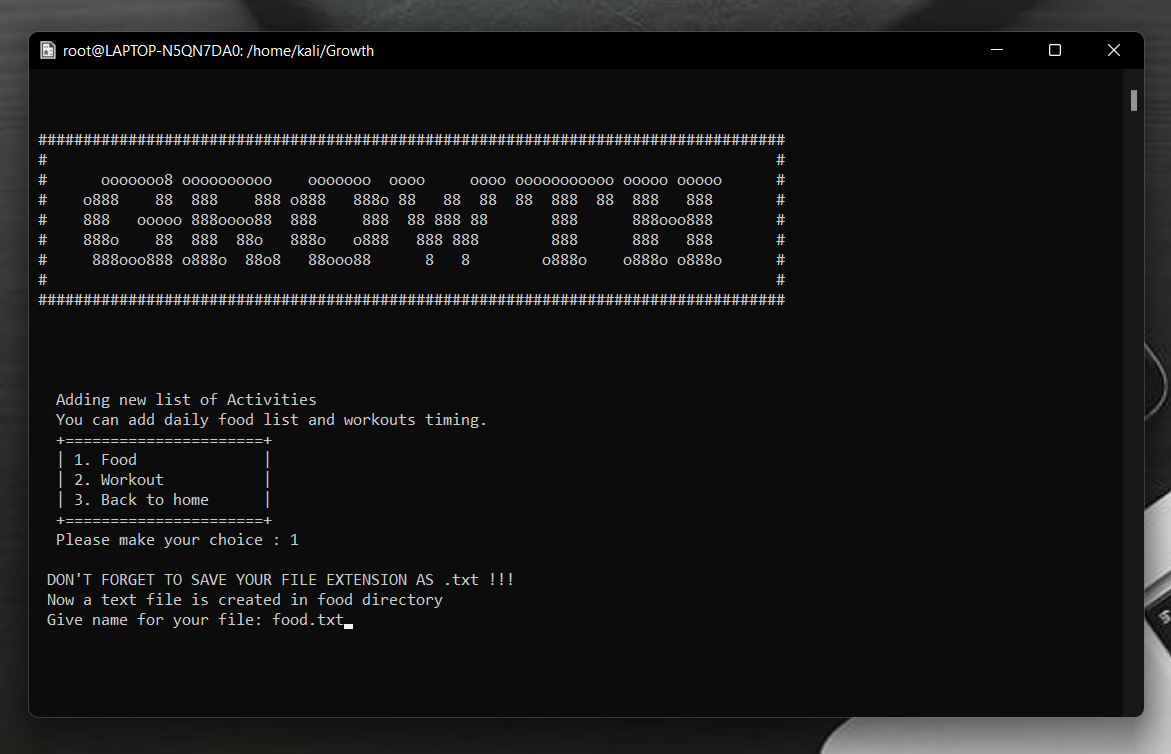 root@LAPTOP-N5QN7DA0: /home/kali/Growth
###################################################################################
#                                                                                 #
#      ooooooo8 oooooooooo    ooooooo  oooo     oooo ooooooooooo ooooo ooooo      #
#    o888    88  888    888 o888   888o 88   88  88  88  888  88  888   888       #
#    888   ooooo 888oooo88  888     888  88 888 88       888      888ooo888       #
#    888o    88  888  88o   888o   o888   888 888        888      888   888       #
#     888ooo888 o888o  88o8   88ooo88      8   8        o888o    o888o o888o      #
#                                                                                 #
###################################################################################
Adding new list of Activities
You can add daily food list and workouts timing.
+======================+
| 1. Food              |
| 2. Workout           |
| 3. Back to home      |
+======================+
Please make your choice : 1
DON'T FORGET TO SAVE YOUR FILE EXTENSION AS .txt !!!
Now a text file is created in food directory
Give name for your file: food.txt